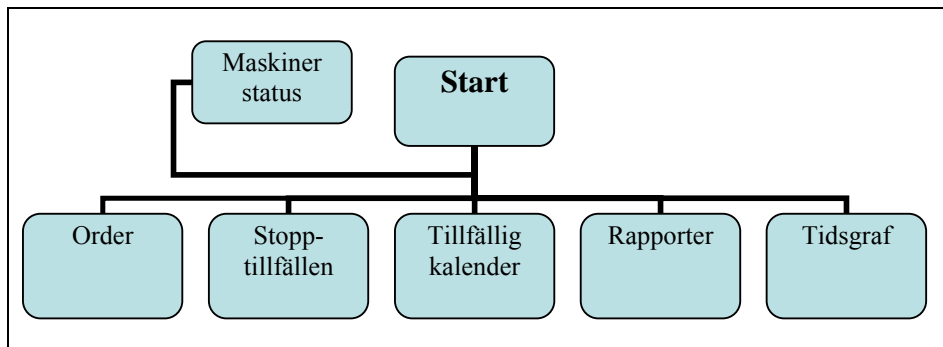 Maskiner
status
Start
Order
Stopp-
tillfällen
Tillfällig
kalender
Rapporter
Tidsgraf